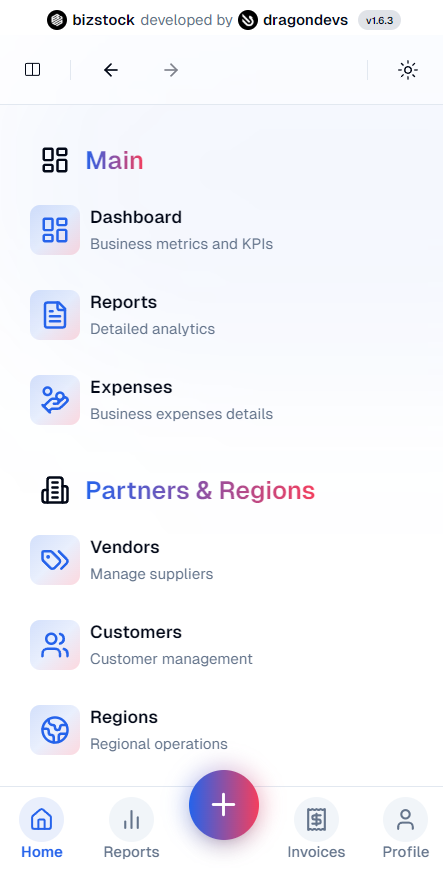 bizstock developed by dragondevs v1.6.3
Main
Dashboard
Business metrics and KPIs
Reports
Detailed analytics
Expenses
Business expenses details
Partners & Regions
Vendors
Manage suppliers
Customers
Customer management
Regions
Regional operations
Home Reports Invoices Profile